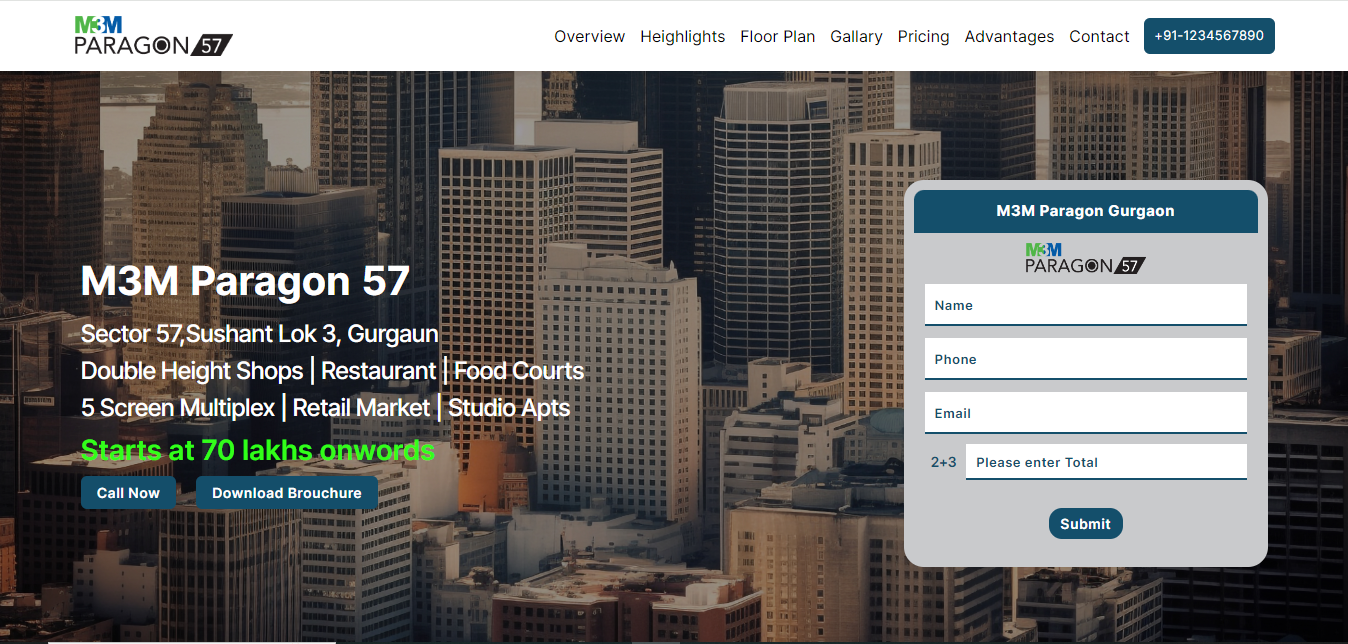 M3M
PARAGON 57
Overview Heighlights Floor Plan Gallary Pricing Advantages Contact +91-1234567890
M3M Paragon 57
Sector 57,Sushant Lok 3, Gurgaun
Double Height Shops | Restaurant | Food Courts
5 Screen Multiplex | Retail Market | Studio Apts
Starts at 70 lakhs onwords
Call Now Download Brouchure
M3M Paragon Gurgaon
M3M
PARAGON 57
Name
Phone
Email
2+3 Please enter Total
Submit